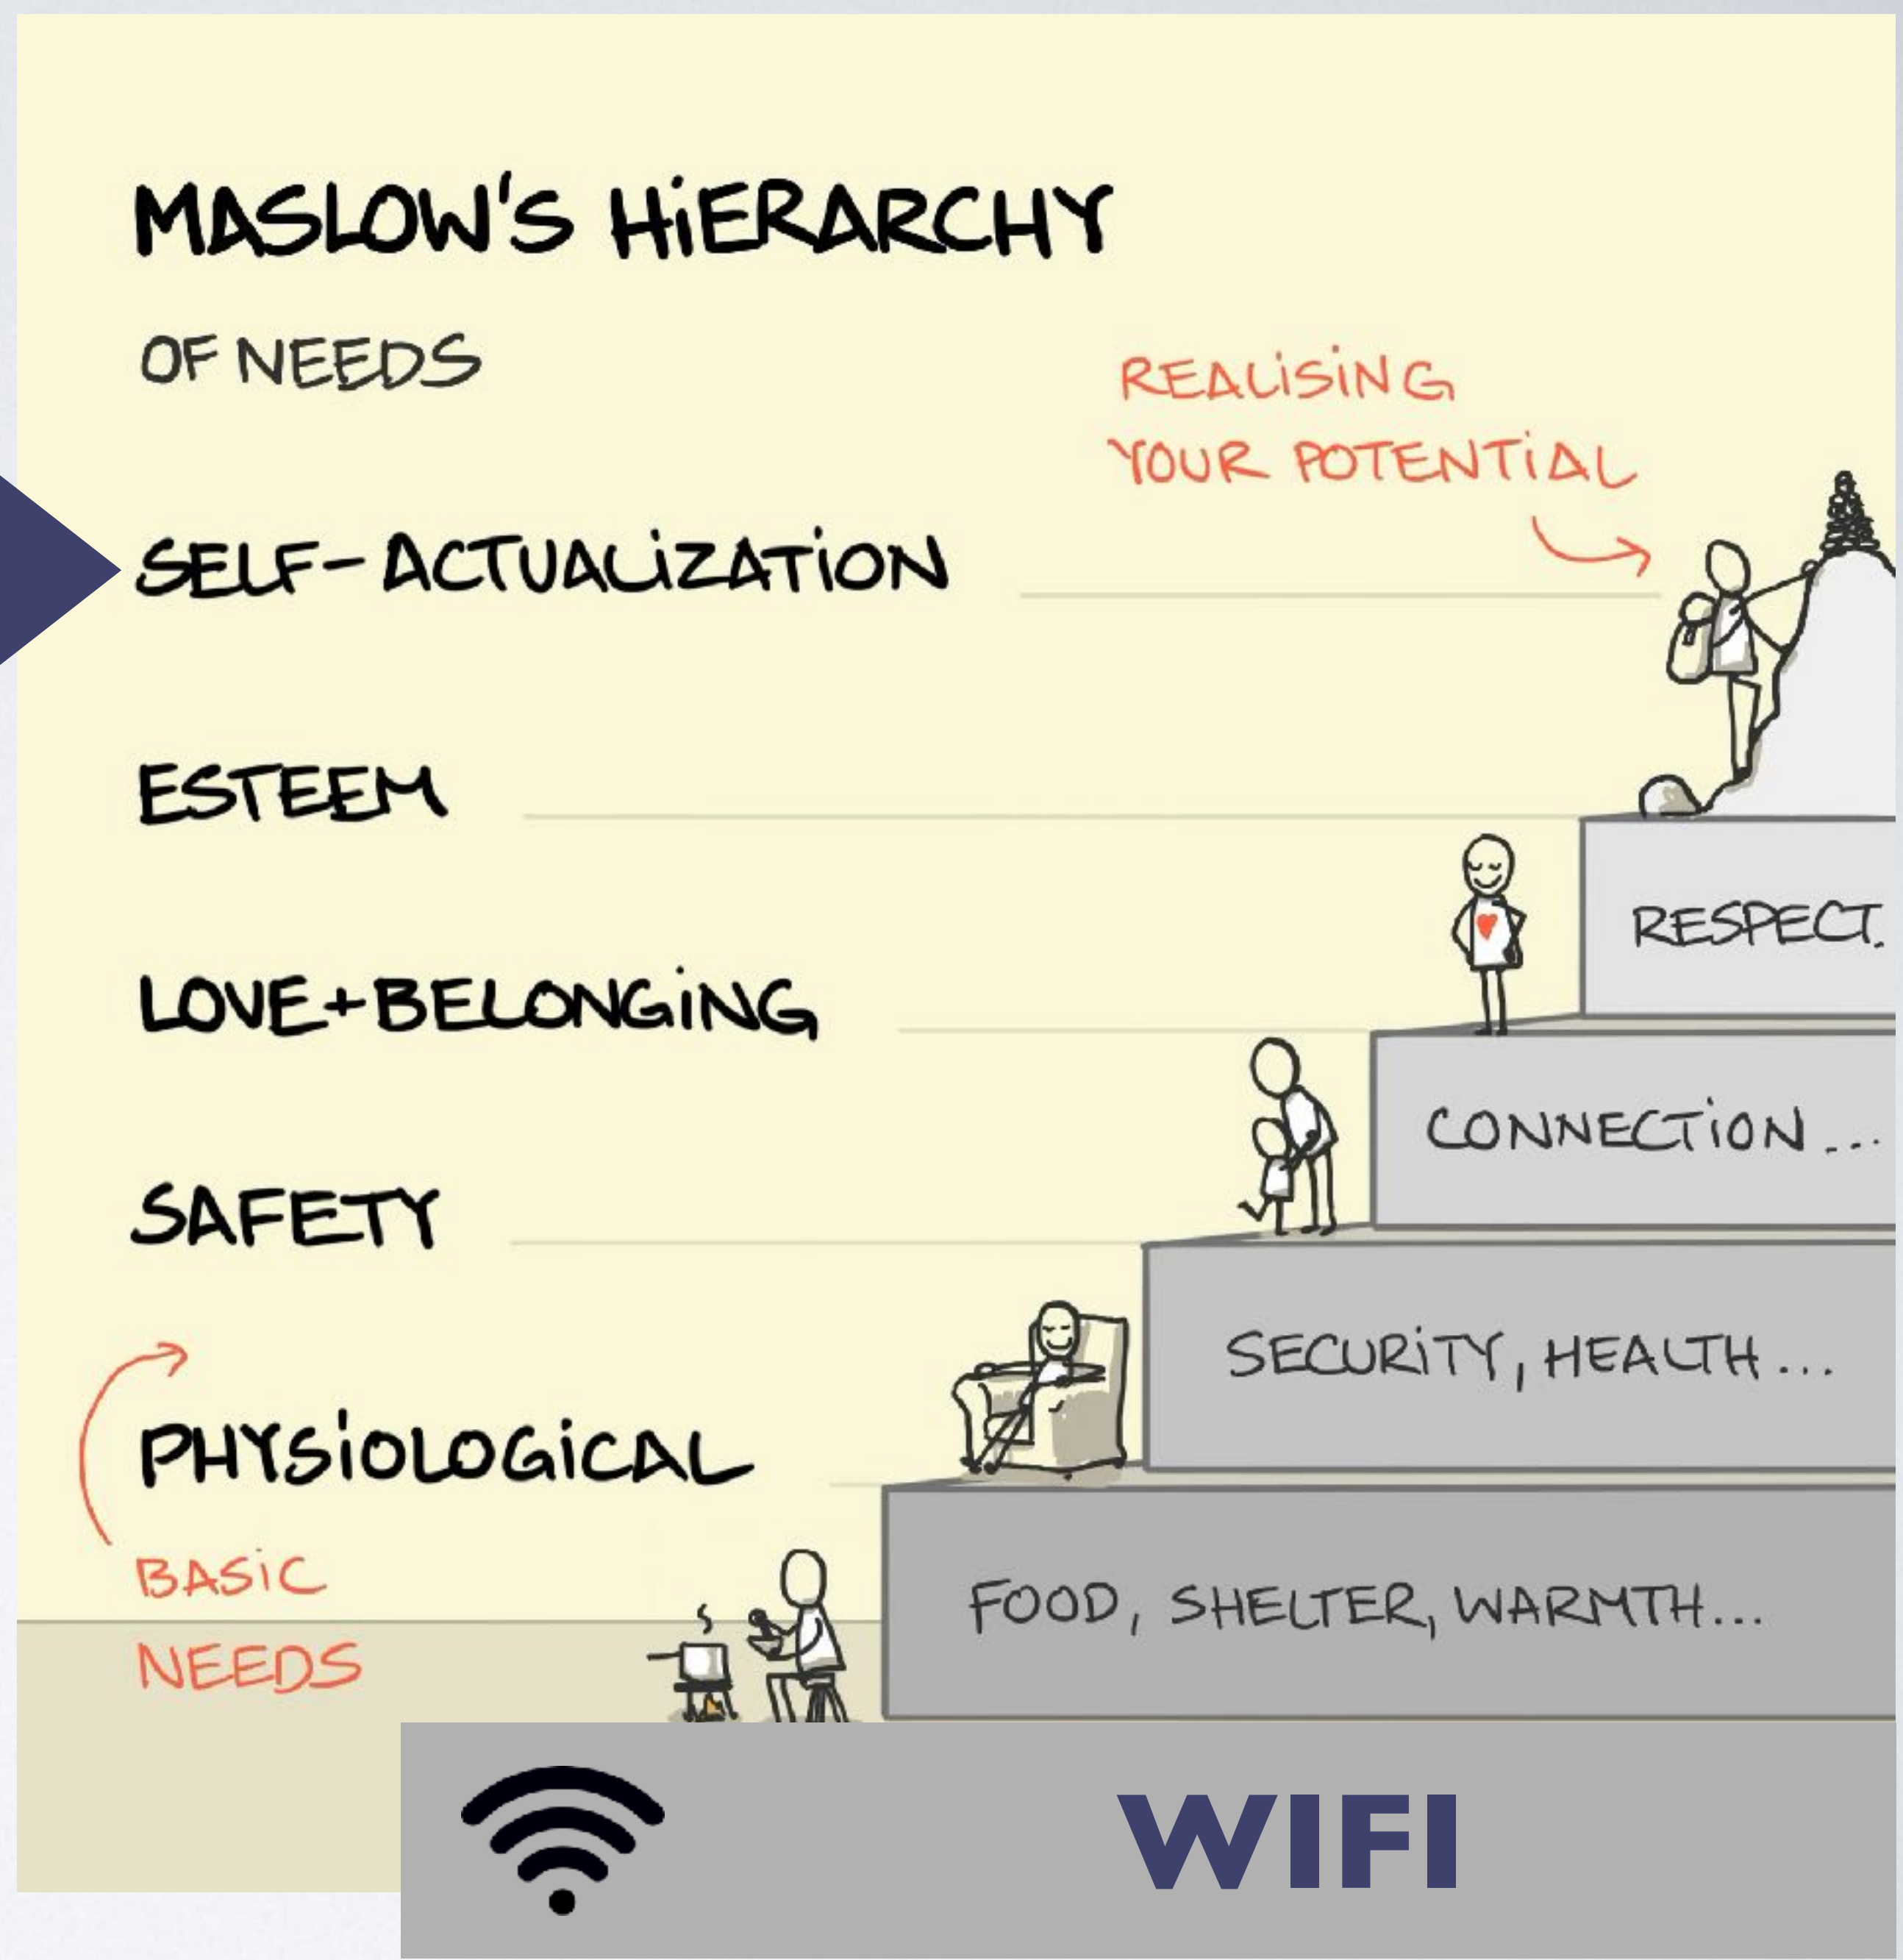 MASLOW'S HiERARCHY
OF NEEDS
REALiSiNG
YOUR POTENTiAL
SELF-ACTUALiZATiON
ESTEEM
RESPECT.
LOVE+BELONGiNG
CONNECTiON...
SAFETY
SECURiTY, HEALTH...
PHYSiOLOGiCAL
BASiC
NEEDS
FOOD, SHELTER, WARMTH...
WIFI